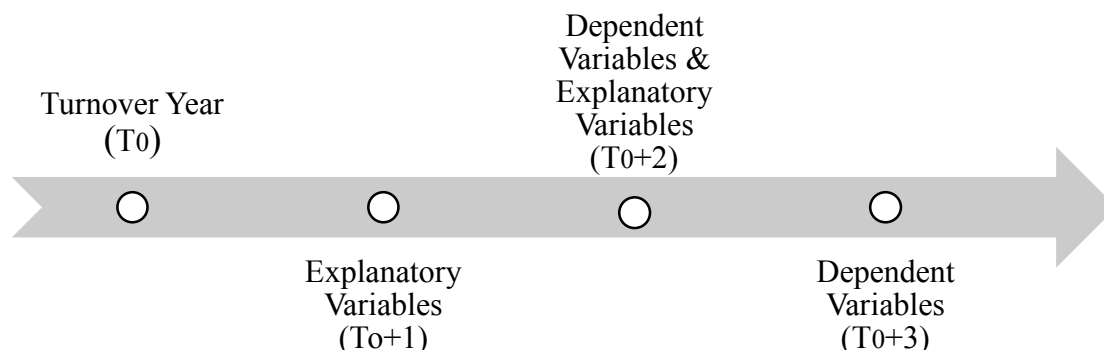 Turnover Year
(T0)
Explanatory
Variables
(To+1)
Dependent
Variables &
Explanatory
Variables
(T0+2)
Dependent
Variables
(T0+3)